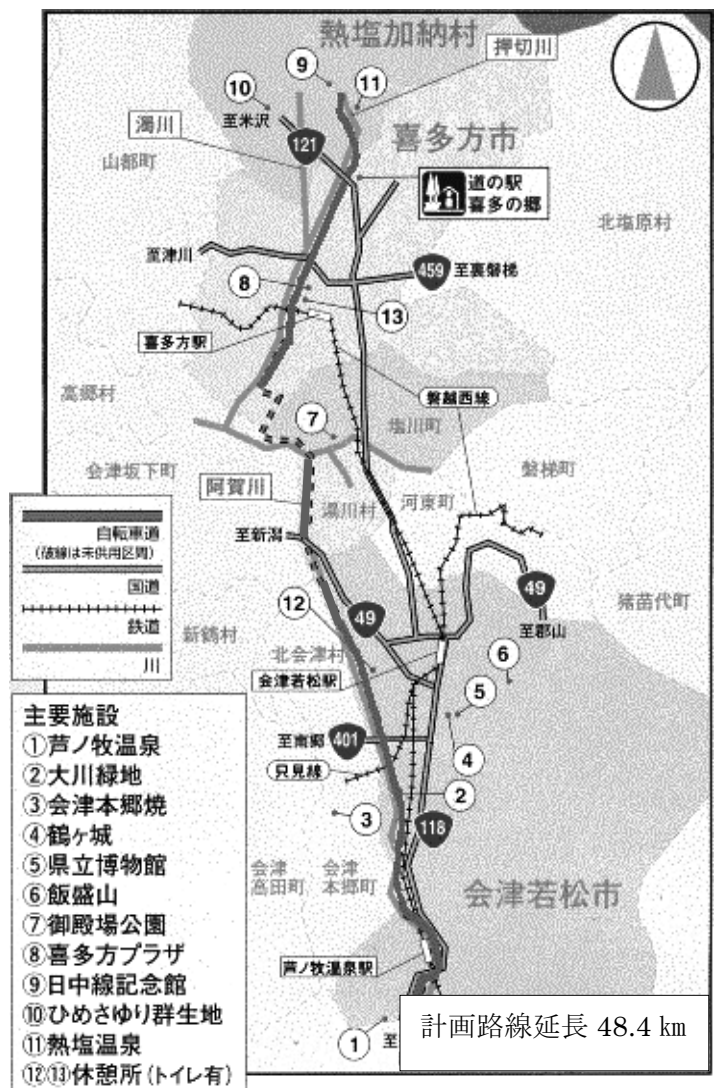 熱塩加納村
押切川
⑨
⑪
⑩
至米沢
濁川
121
喜多方市
山都町
道の駅
喜多の郷
北塩原村
至津川
459
至裏磐梯
⑧
⑬
喜多方駅
高郷村
磐越西線
⑦
塩川町
会津坂下町
磐梯町
阿賀川
湯川村
河東町
自転車道
(破線は未供用区間)
国道
鉄道
川
至新潟
49
49
至郡山
猪苗代町
⑫
新鶴村
北会津村
会津若松駅
⑥
⑤
至南郷
401
④
只見線
②
③
118
会津
高田町
会津
本郷町
会津若松市
芦ノ牧温泉駅
①
至
主要施設
①芦ノ牧温泉
②大川緑地
③会津本郷焼
④鶴ヶ城
⑤県立博物館
⑥飯盛山
⑦御殿場公園
⑧喜多方プラザ
⑨日中線記念館
⑩ひめさゆり群生地
⑪熱塩温泉
⑫⑬休憩所(トイレ有)
計画路線延長 48.4 ㎞